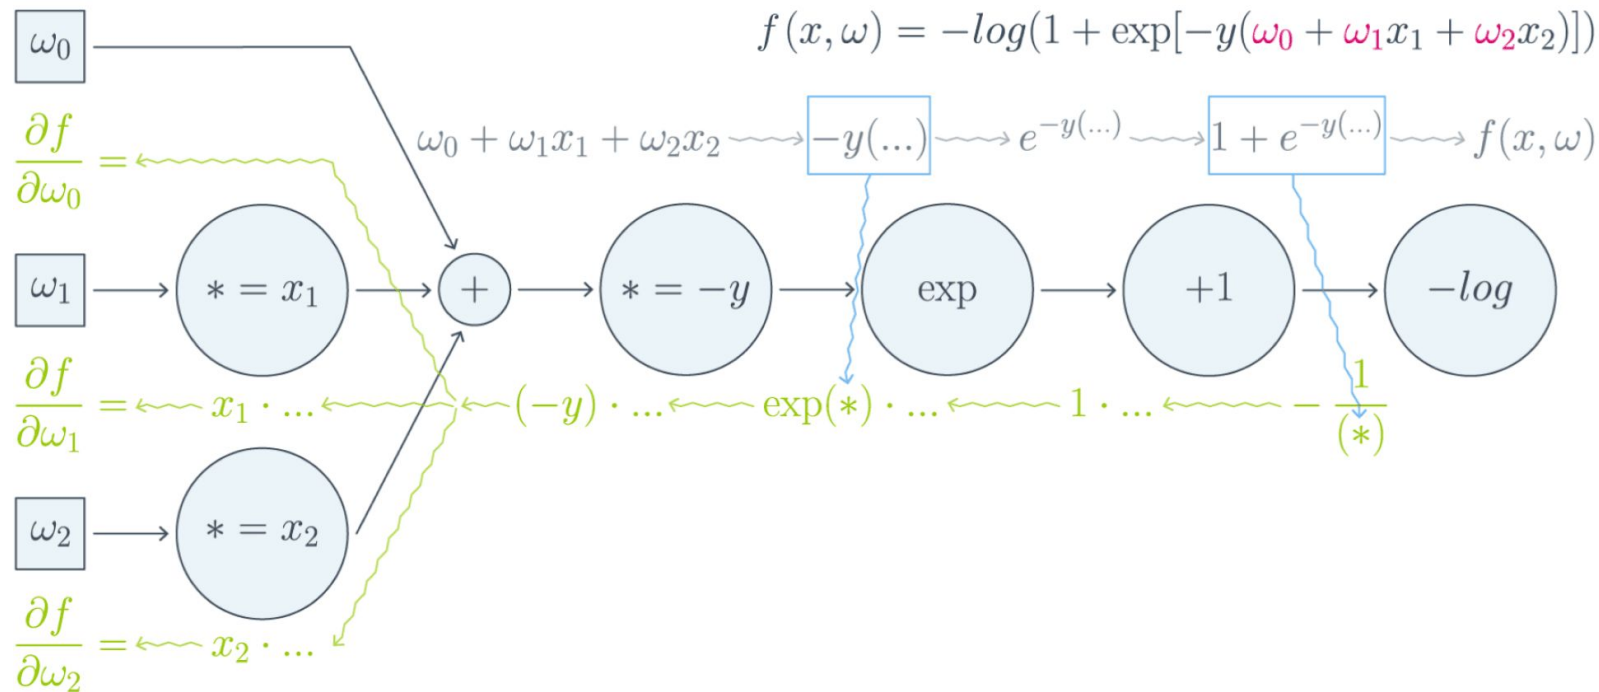 f(x, ω) = −log(1 + exp[−y(ω₀ + ω₁x₁ + ω₂x₂)])
ω₀
ω₀ + ω₁x₁ + ω₂x₂ −y(...) e^{−y(...)} 1 + e^{−y(...)} f(x, ω)
∂f/∂ω₀ =
ω₁ ∗ = x₁ + ∗ = −y exp +1 −log
∂f/∂ω₁ = x₁ · ... (−y) · ... exp(∗) · ... 1 · ... − 1/(∗)
ω₂ ∗ = x₂
∂f/∂ω₂ = x₂ · ...